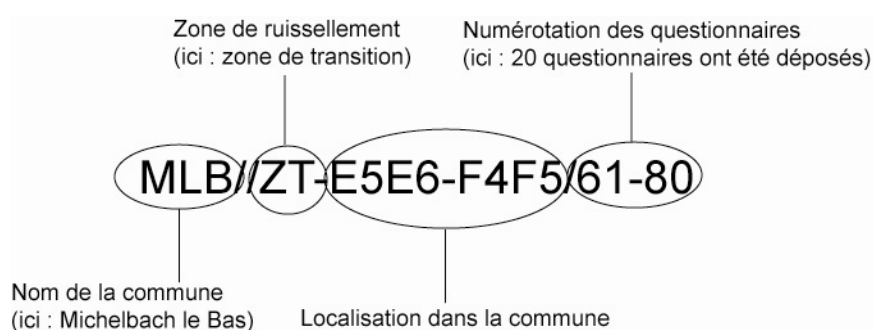 Zone de ruissellement
(ici : zone de transition)
Numérotation des questionnaires
(ici : 20 questionnaires ont été déposés)
MLB//ZT-E5E6-F4F5/61-80
Nom de la commune
(ici : Michelbach le Bas)
Localisation dans la commune